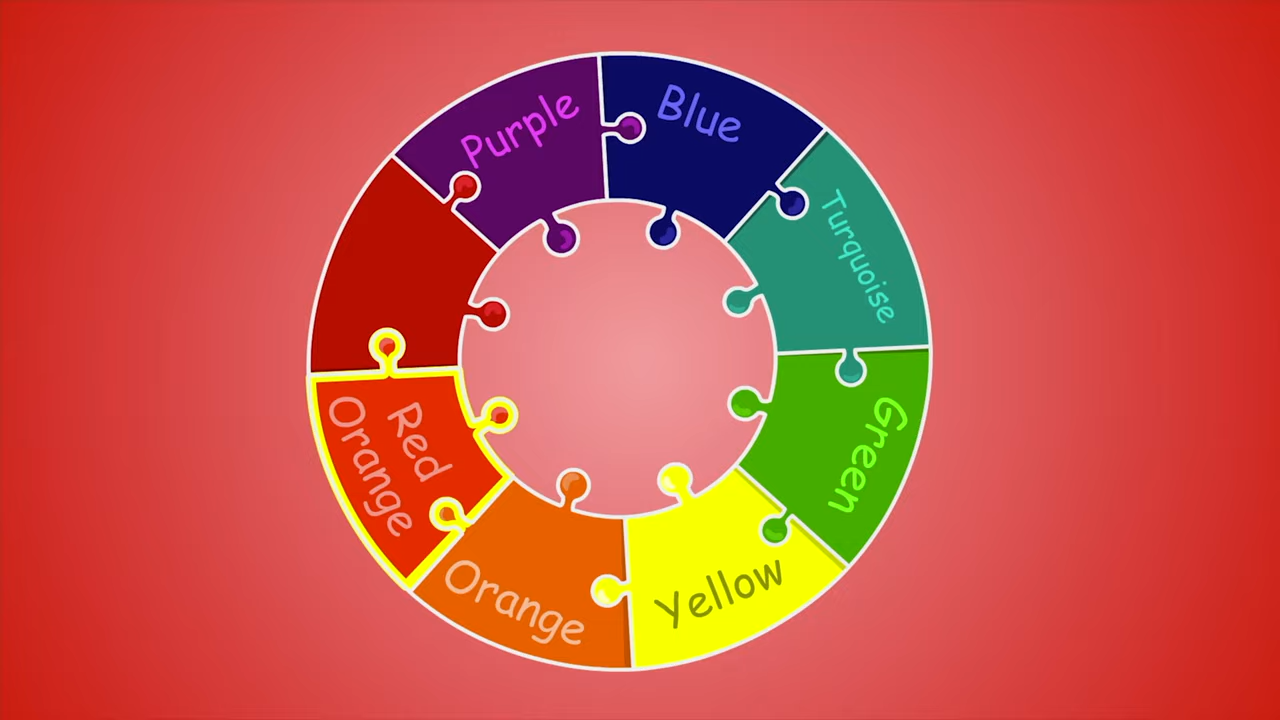 Purple
Blue
Turquoise
Green
Yellow
Orange
Red
Orange